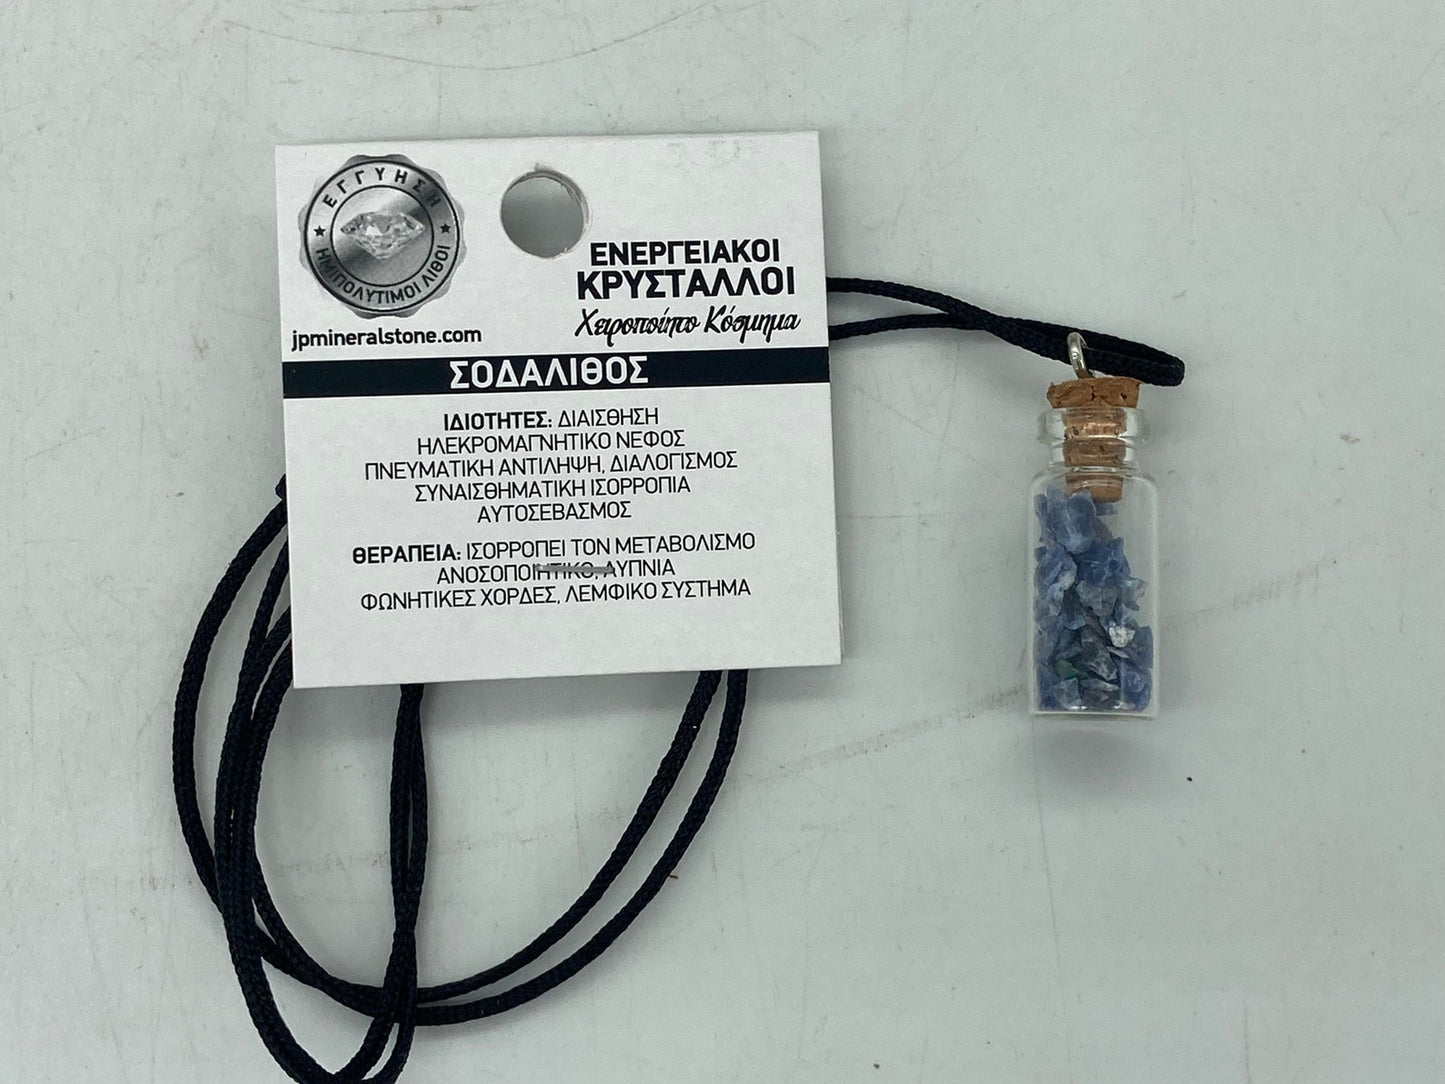 ΕΓΓΥΗΣΗ
ΗΜΙΠΟΛΥΤΙΜΟΙ ΛΙΘΟΙ
jpmineralstone.com
ΕΝΕΡΓΕΙΑΚΟΙ
ΚΡΥΣΤΑΛΛΟΙ
Χειροποίητο Κόσμημα
ΣΟΔΑΛΙΘΟΣ
ΙΔΙΟΤΗΤΕΣ: ΔΙΑΙΣΘΗΣΗ
ΗΛΕΚΡΟΜΑΓΝΗΤΙΚΟ ΝΕΦΟΣ
ΠΝΕΥΜΑΤΙΚΗ ΑΝΤΙΛΗΨΗ, ΔΙΑΛΟΓΙΣΜΟΣ
ΣΥΝΑΙΣΘΗΜΑΤΙΚΗ ΙΣΟΡΡΟΠΙΑ
ΑΥΤΟΣΕΒΑΣΜΟΣ
ΘΕΡΑΠΕΙΑ: ΙΣΟΡΡΟΠΕΙ ΤΟΝ ΜΕΤΑΒΟΛΙΣΜΟ
ΑΝΟΣΟΠΟΙΗΤΙΚΟ, ΑΥΠΝΙΑ
ΦΩΝΗΤΙΚΕΣ ΧΟΡΔΕΣ, ΛΕΜΦΙΚΟ ΣΥΣΤΗΜΑ